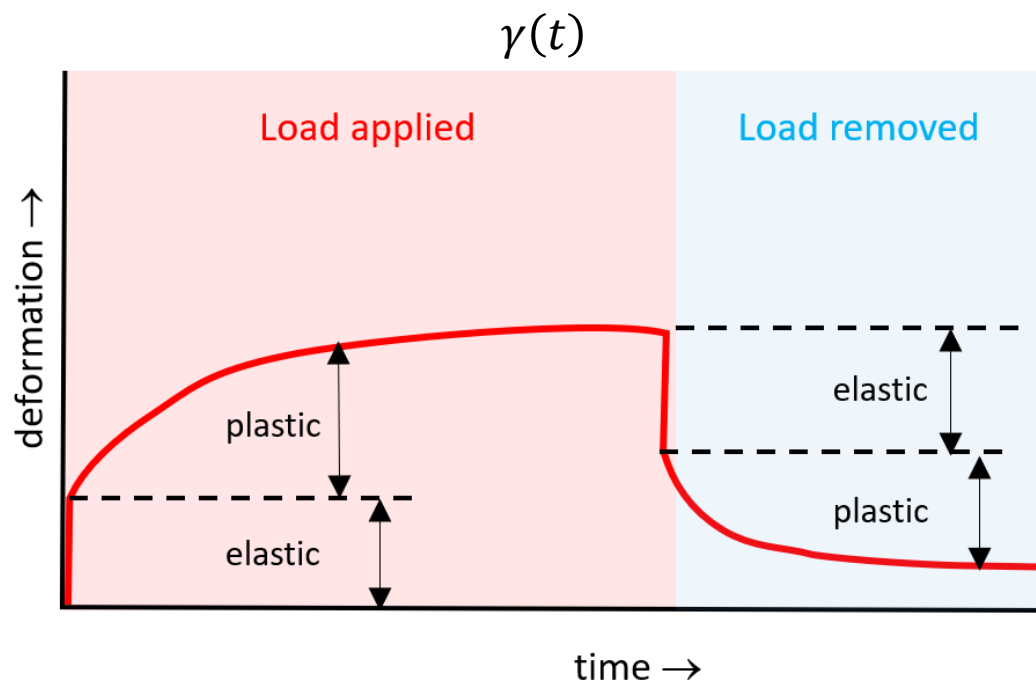 γ(t)
Load applied
Load removed
deformation →
plastic
elastic
elastic
plastic
time →